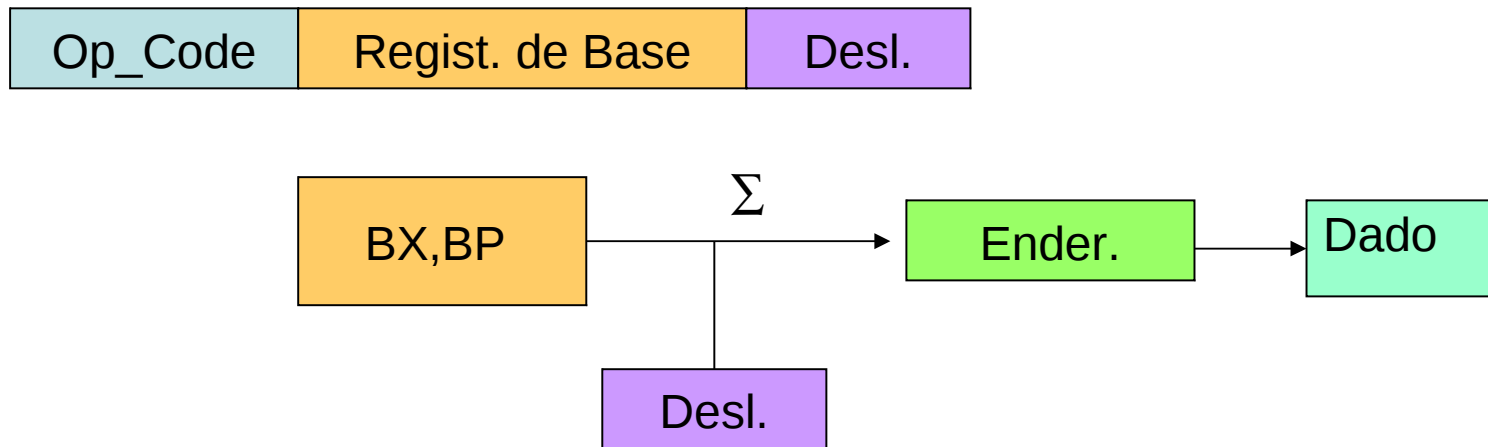 Op_Code Regist. de Base Desl.
Σ
BX,BP Ender. Dado
Desl.